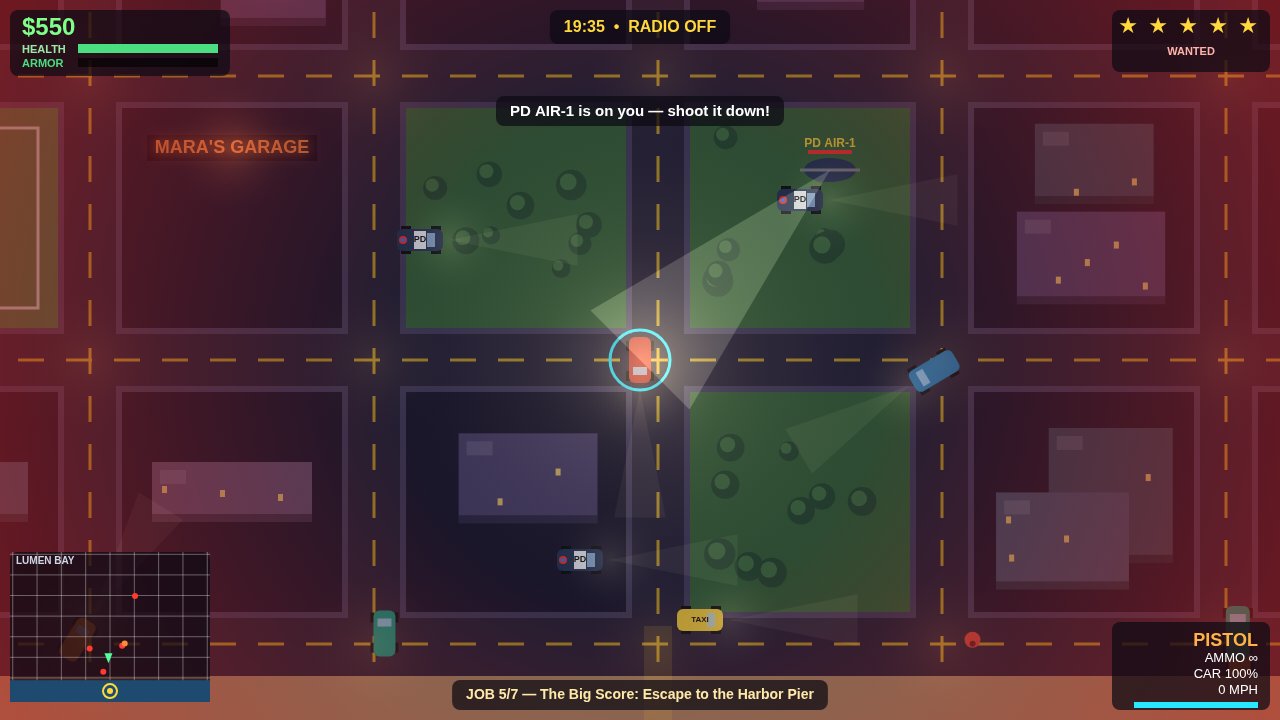 $550
HEALTH
ARMOR
19:35 • RADIO OFF
★ ★ ★ ★ ★
WANTED
PD AIR-1 is on you — shoot it down!
MARA'S GARAGE
PD AIR-1
PD
PD
PD
TAXI
LUMEN BAY
PISTOL
AMMO ∞
CAR 100%
0 MPH
JOB 5/7 — The Big Score: Escape to the Harbor Pier